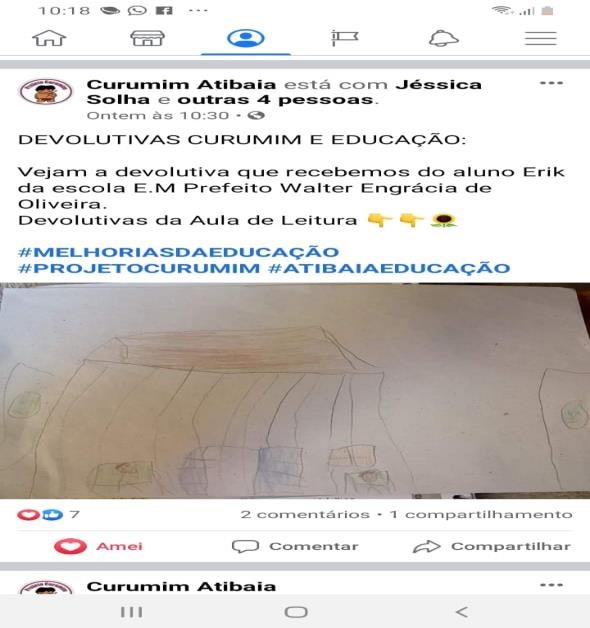 10:18
Curumim Atibaia está com Jéssica
Solha e outras 4 pessoas.
Ontem às 10:30 •
DEVOLUTIVAS CURUMIM E EDUCAÇÃO:
Vejam a devolutiva que recebemos do aluno Erik
da escola E.M Prefeito Walter Engrácia de
Oliveira.
Devolutivas da Aula de Leitura 👇👇🌻
#MELHORIASDAEDUCAÇÃO
#PROJETOCURUMIM #ATIBAIAEDUCAÇÃO
7
2 comentários • 1 compartilhamento
Amei
Comentar
Compartilhar
Curumim Atibaia